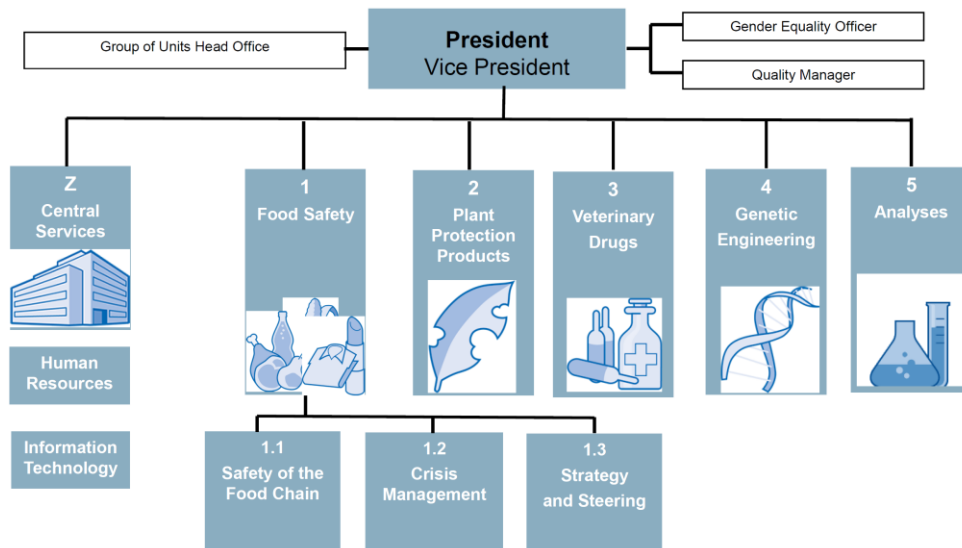 Group of Units Head Office
President
Vice President
Gender Equality Officer
Quality Manager
Z
Central
Services
1
Food Safety
2
Plant
Protection
Products
3
Veterinary
Drugs
4
Genetic
Engineering
5
Analyses
Human
Resources
Information
Technology
1.1
Safety of the
Food Chain
1.2
Crisis
Management
1.3
Strategy
and Steering